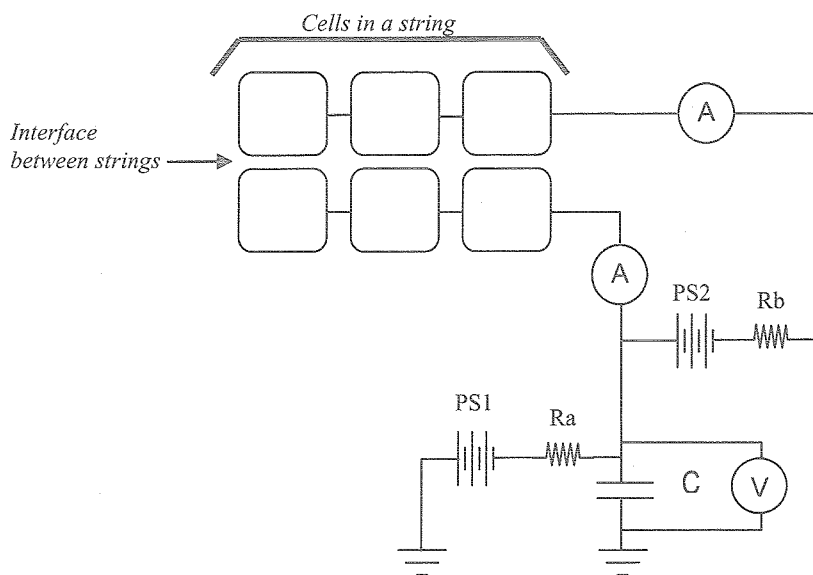 Cells in a string
Interface
between strings
A
A
PS2
Rb
PS1
Ra
C
V